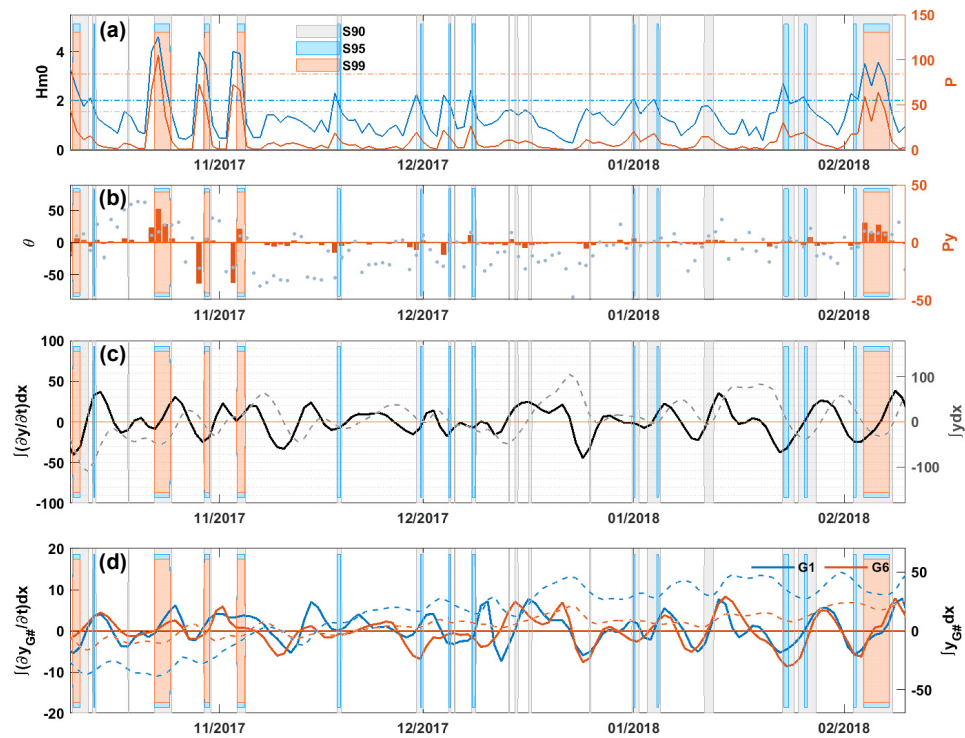 (a)
S90
S95
S99
Hm0
4
2
0
150
100
50
0
P
11/2017
12/2017
01/2018
02/2018
(b)
θ
50
0
-50
50
0
-50
Py
11/2017
12/2017
01/2018
02/2018
(c)
∫(∂y/∂t)dx
100
50
0
-50
-100
100
0
-100
∫ydx
11/2017
12/2017
01/2018
02/2018
(d)
G1
G6
∫(∂y_G#/∂t)dx
20
10
0
-10
-20
50
0
-50
∫y_G#dx
11/2017
12/2017
01/2018
02/2018